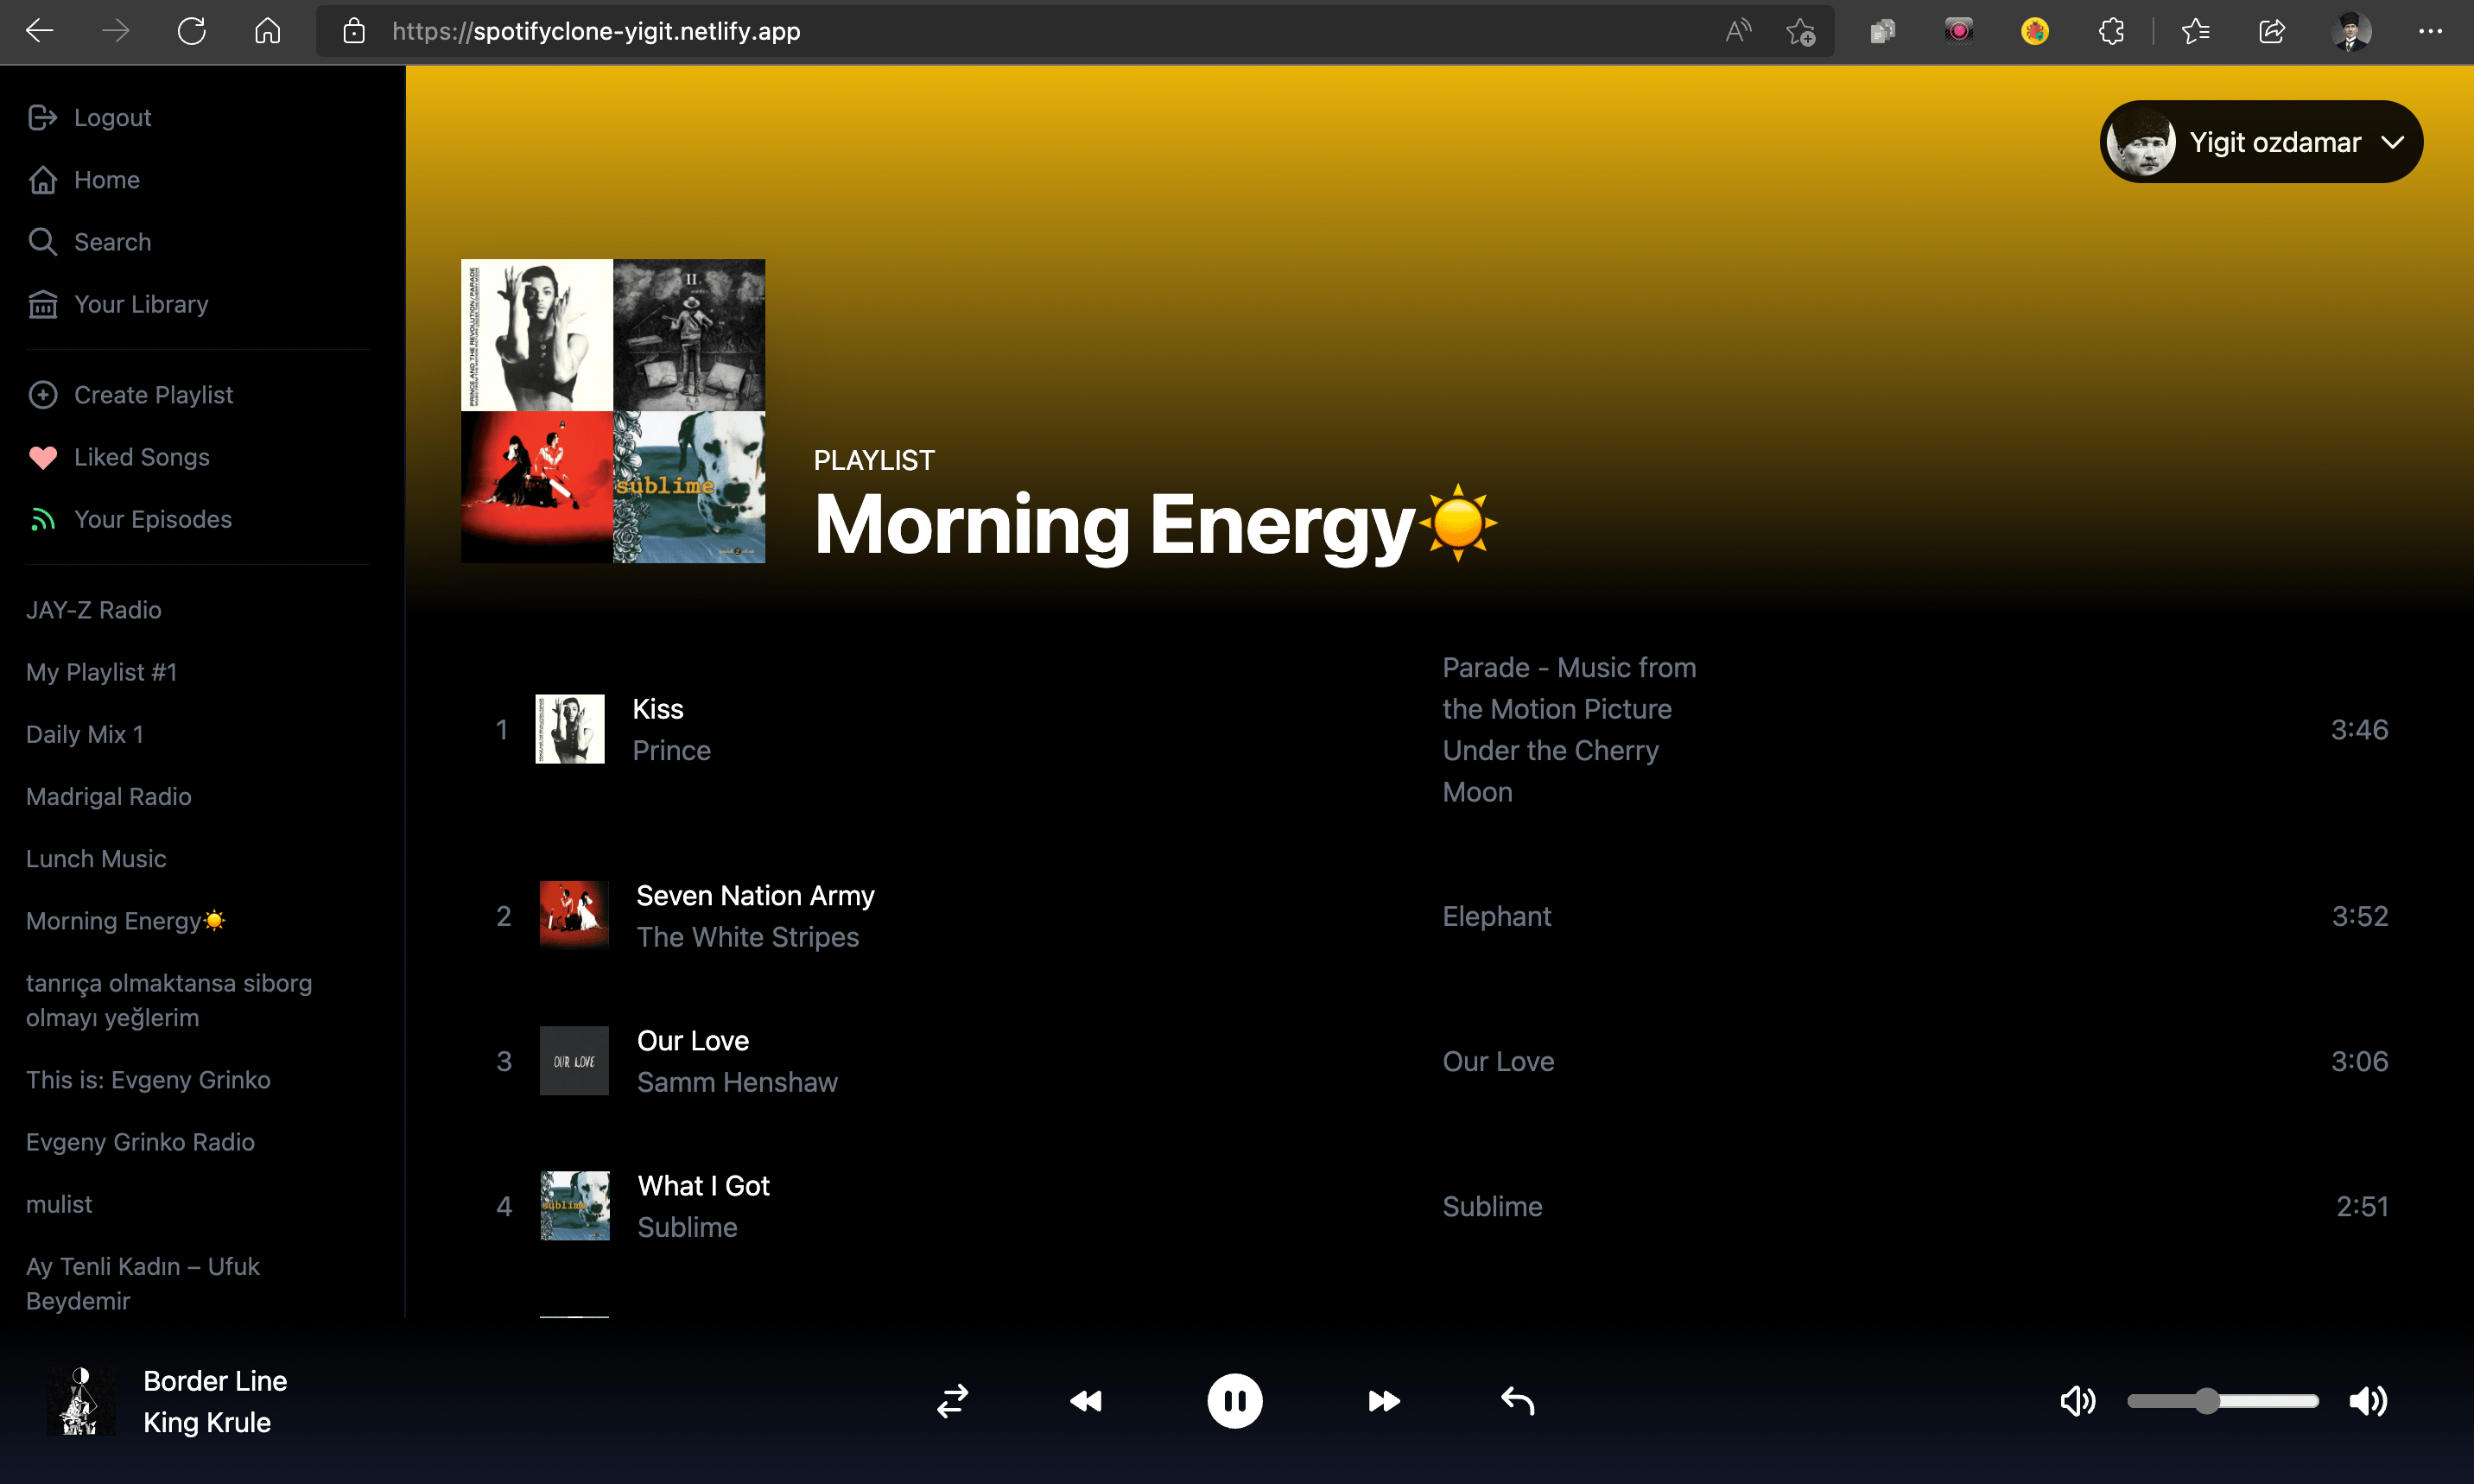 https://spotifyclone-yigit.netlify.app
Logout
Home
Search
Your Library
Create Playlist
Liked Songs
Your Episodes
JAY-Z Radio
My Playlist #1
Daily Mix 1
Madrigal Radio
Lunch Music
Morning Energy☀️
tanrıça olmaktansa siborg
olmayı yeğlerim
This is: Evgeny Grinko
Evgeny Grinko Radio
mulist
Ay Tenli Kadın – Ufuk
Beydemir
Yigit ozdamar
II.
sublime
PLAYLIST
Morning Energy☀️
1
Kiss
Prince
Parade - Music from
the Motion Picture
Under the Cherry
Moon
3:46
2
Seven Nation Army
The White Stripes
Elephant
3:52
3
OUR LOVE
Our Love
Samm Henshaw
Our Love
3:06
4
sublime
What I Got
Sublime
Sublime
2:51
Border Line
King Krule